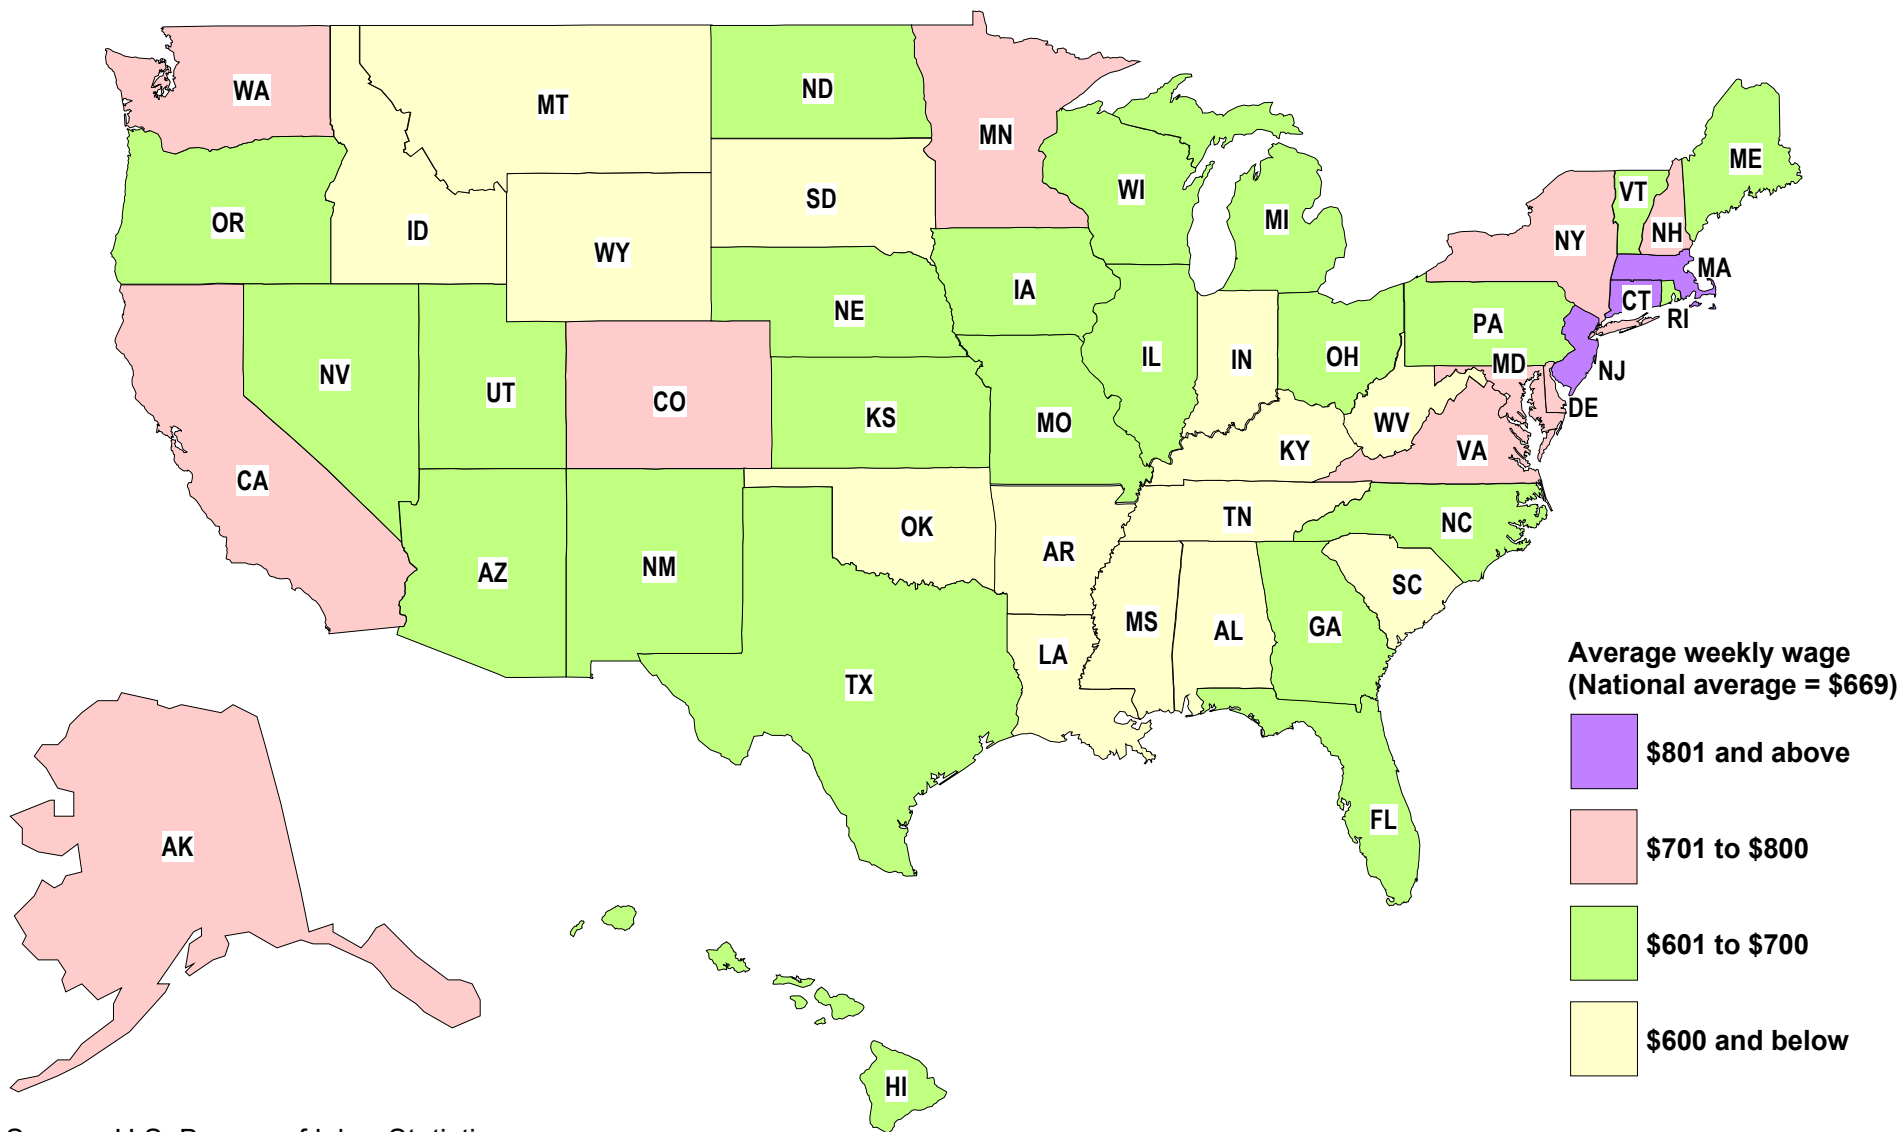 WA
MT
ND
MN
ME
OR
ID
SD
WI
MI
VT
NY
NH
WY
MA
IA
CT
NE
PA
RI
NV
IL
IN
OH
MD
NJ
UT
CO
DE
KS
MO
WV
CA
KY
VA
OK
TN
NC
AZ
NM
AR
SC
MS
AL
GA
LA
TX
FL
AK
HI
Average weekly wage
(National average = $669)
$801 and above
$701 to $800
$601 to $700
$600 and below